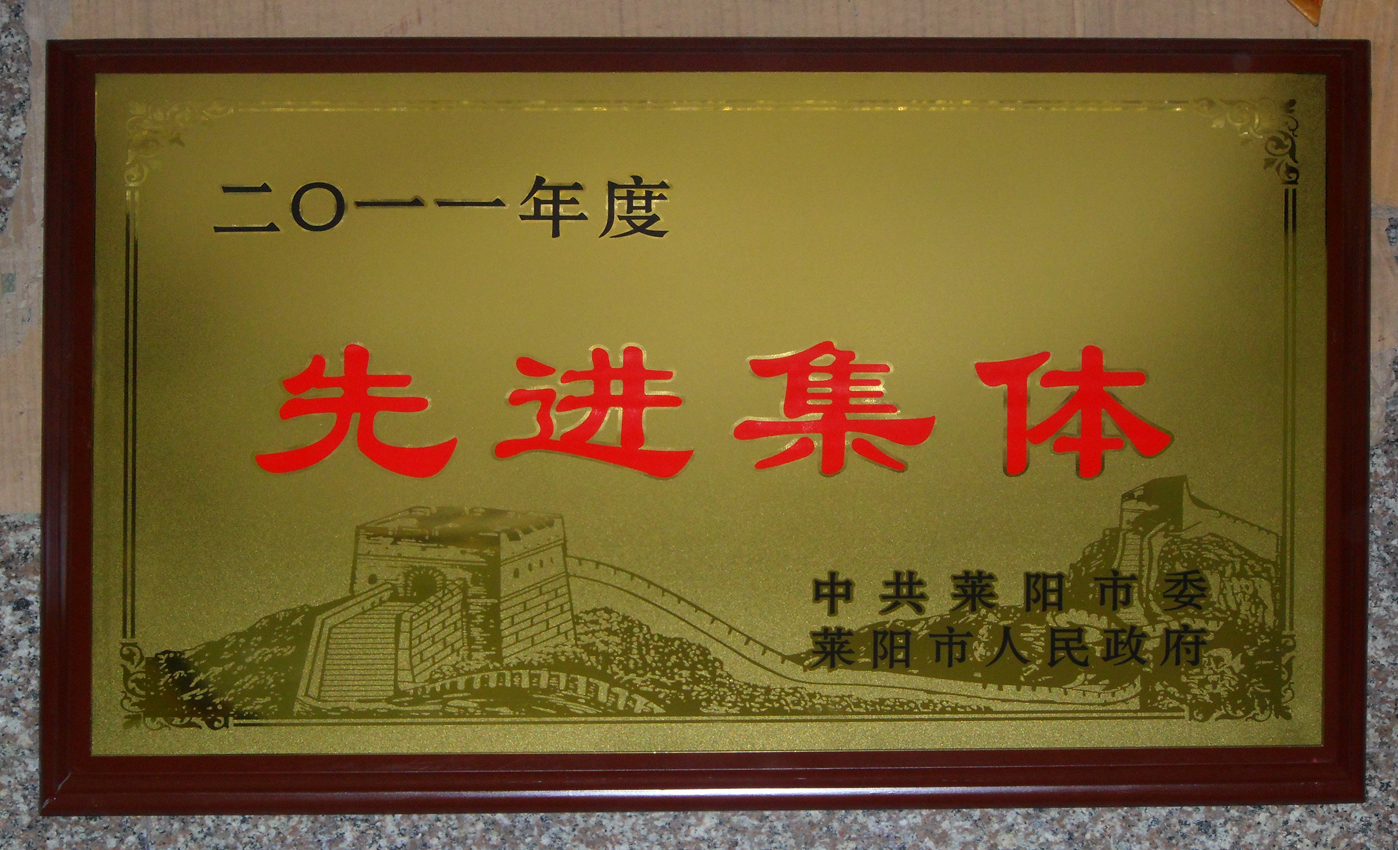 二〇一一年度
先进集体
中共莱阳市委
莱阳市人民政府